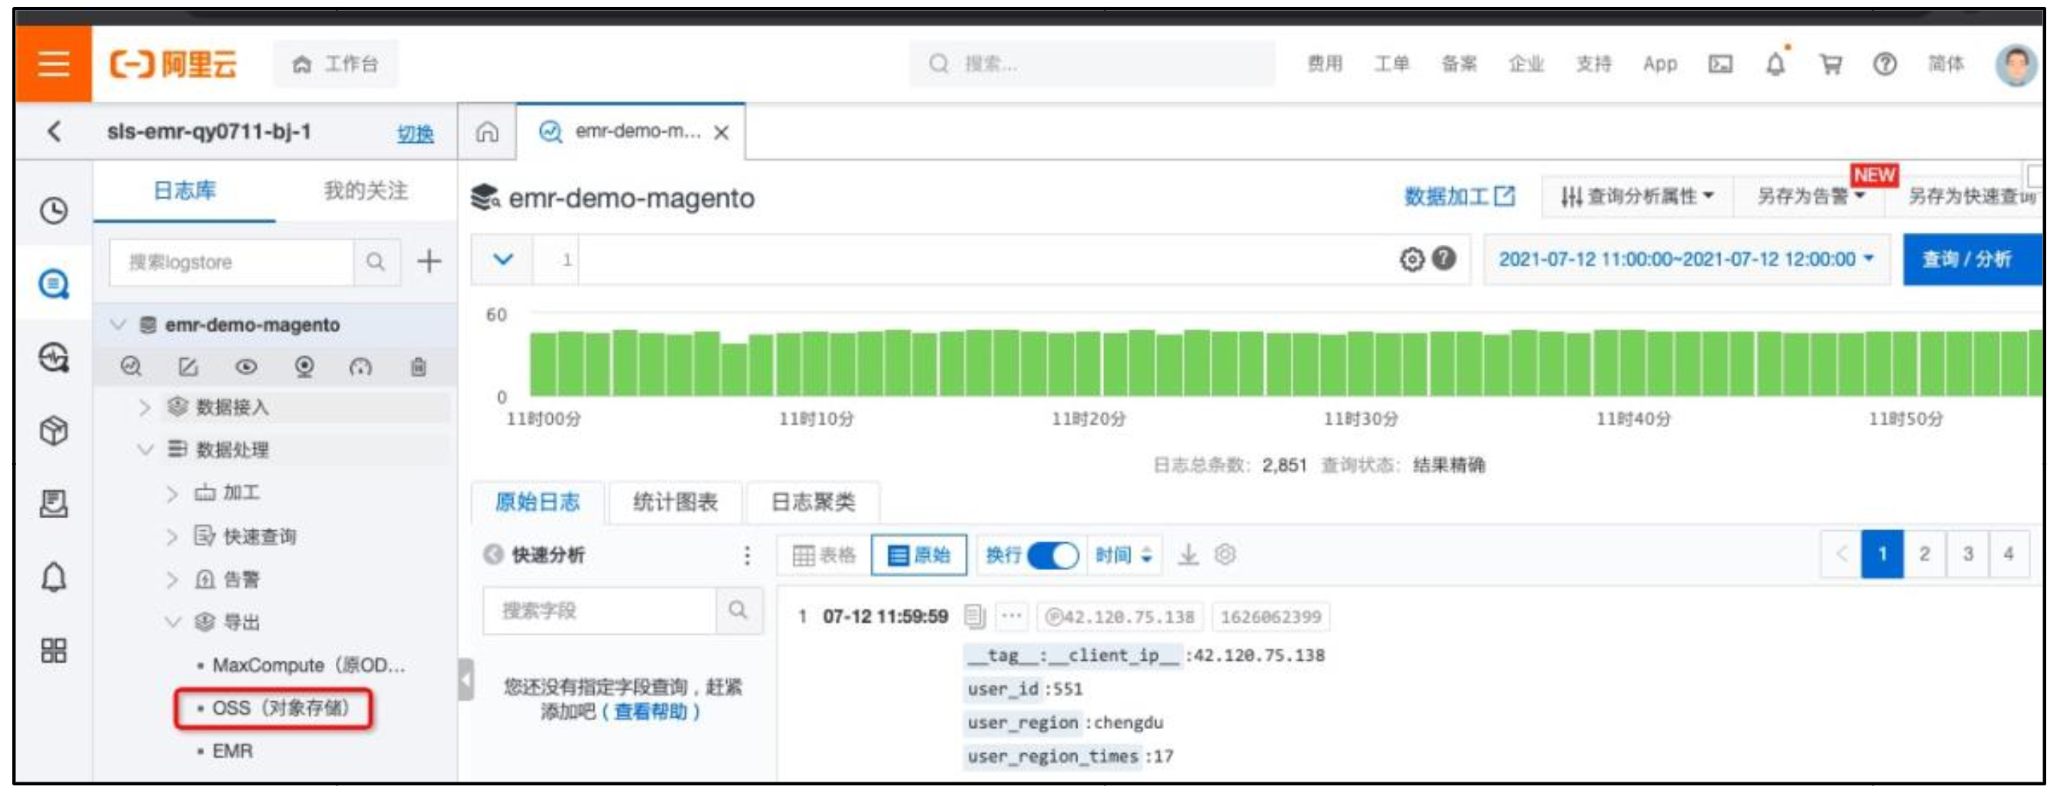 阿里云 工作台 搜索... 费用 工单 备案 企业 支持 App 简体
sls-emr-qy0711-bj-1 切换 emr-demo-m... ×
日志库 我的关注
emr-demo-magento 数据加工 查询分析属性 另存为告警 NEW 另存为快速查询
搜索logstore
1 2021-07-12 11:00:00~2021-07-12 12:00:00 查询 / 分析
emr-demo-magento
60
0
11时00分 11时10分 11时20分 11时30分 11时40分 11时50分
日志总条数: 2,851 查询状态: 结果精确
数据接入
数据处理
加工
快速查询
告警
导出
MaxCompute(原OD...
OSS(对象存储)
EMR
原始日志 统计图表 日志聚类
快速分析 表格 原始 换行 时间 < 1 2 3 4
搜索字段
您还没有指定字段查询,赶紧
添加吧(查看帮助)
1 07-12 11:59:59 ... 42.120.75.138 1626062399
__tag__:__client_ip__ :42.120.75.138
user_id :551
user_region :chengdu
user_region_times :17